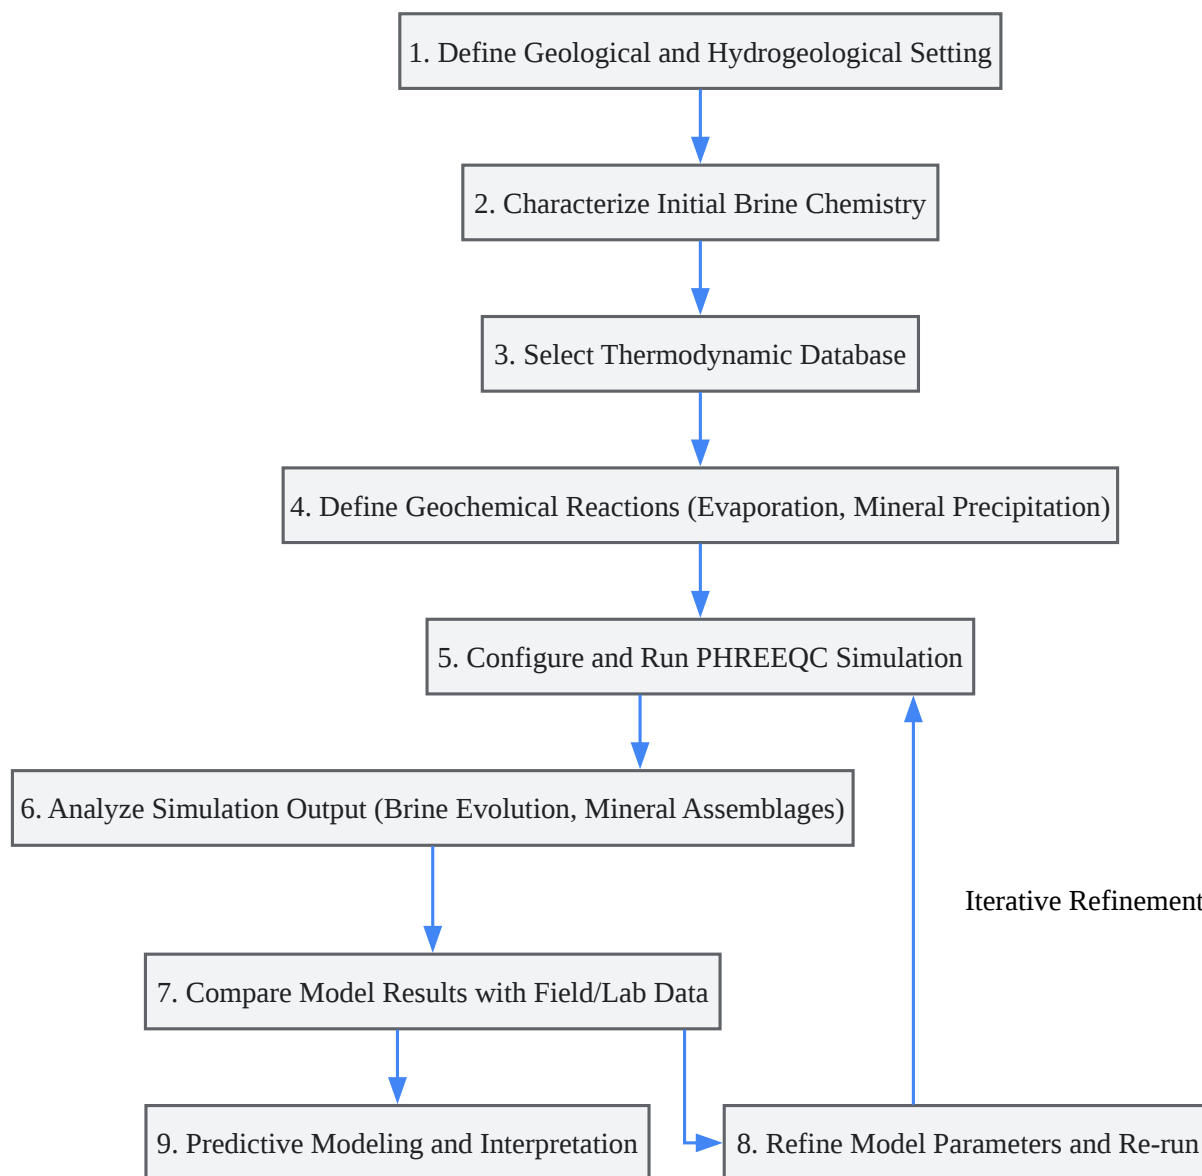 1. Define Geological and Hydrogeological Setting
2. Characterize Initial Brine Chemistry
3. Select Thermodynamic Database
4. Define Geochemical Reactions (Evaporation, Mineral Precipitation)
5. Configure and Run PHREEQC Simulation
6. Analyze Simulation Output (Brine Evolution, Mineral Assemblages)
Iterative Refinement
7. Compare Model Results with Field/Lab Data
9. Predictive Modeling and Interpretation
8. Refine Model Parameters and Re-run